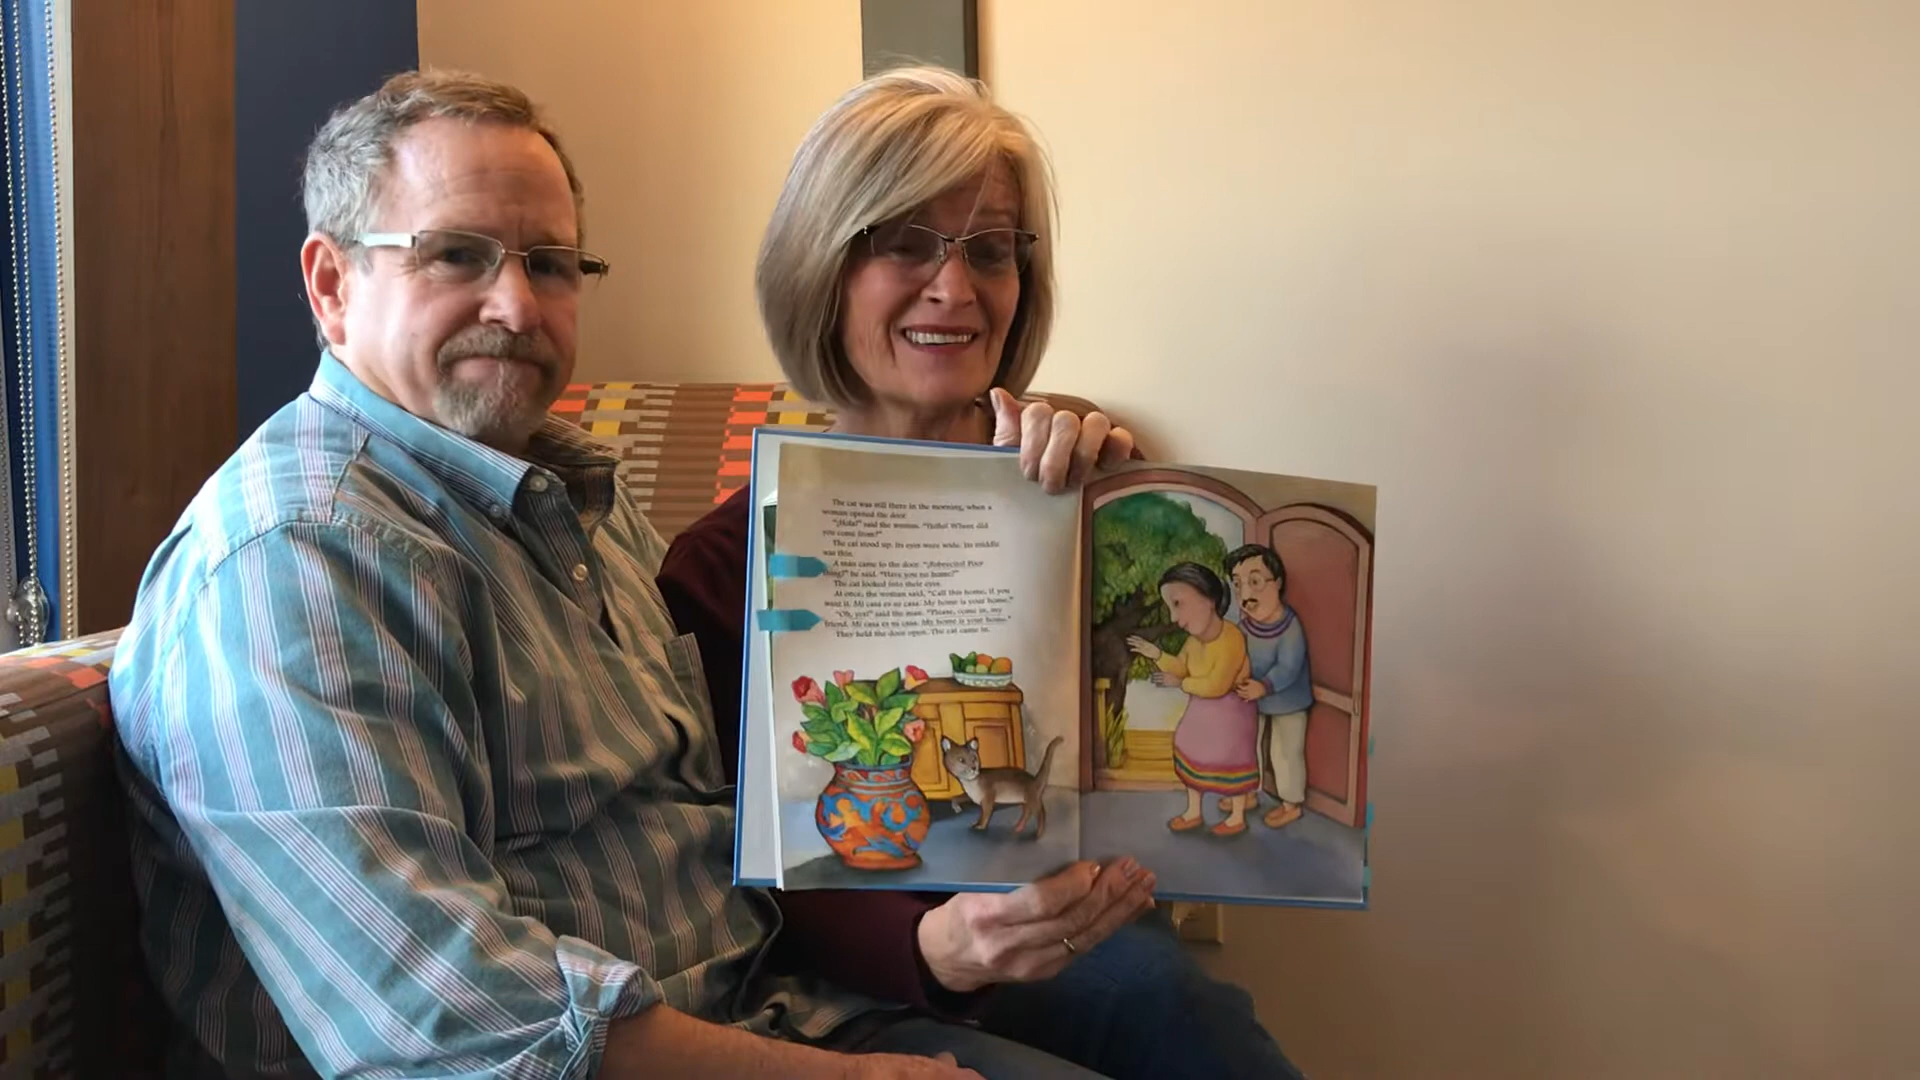 The cat was still there in the morning, when a
woman opened the door.
"¡Hola!" said the woman. "Hello! Where did
you come from?"
The cat stood up. Its eyes were wide. Its middle
was thin.
A man came to the door. "¡Pobrecito! Poor
thing!" he said. "Have you no home?"
The cat looked into their eyes.
At once, the woman said, "Call this home, if you
want it. Mi casa es su casa. My home is your home."
"Oh, yes!" said the man. "Please, come in, my
friend. Mi casa es su casa. My home is your home."
They held the door open. The cat came in.